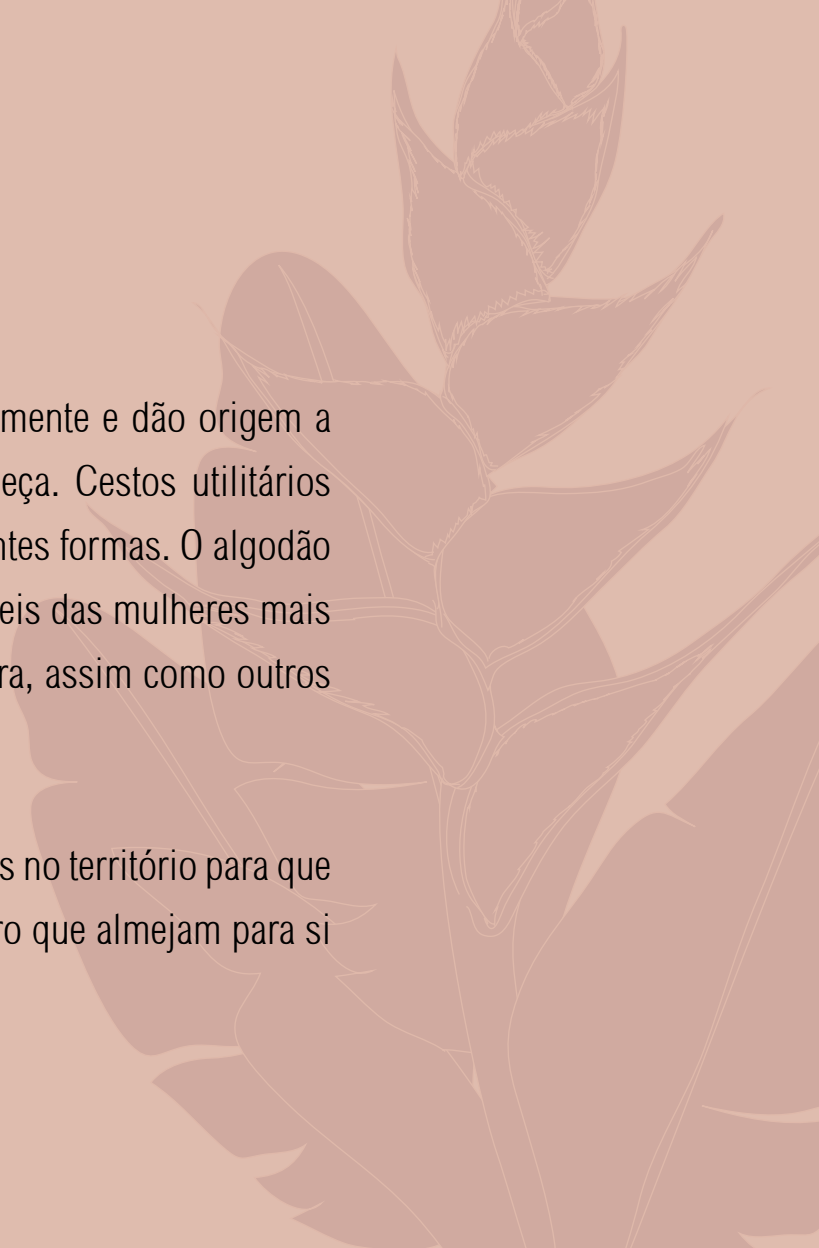 mente e dão origem a
eça. Cestos utilitários
ntes formas. O algodão
eis das mulheres mais
ra, assim como outros
s no território para que
ro que almejam para si